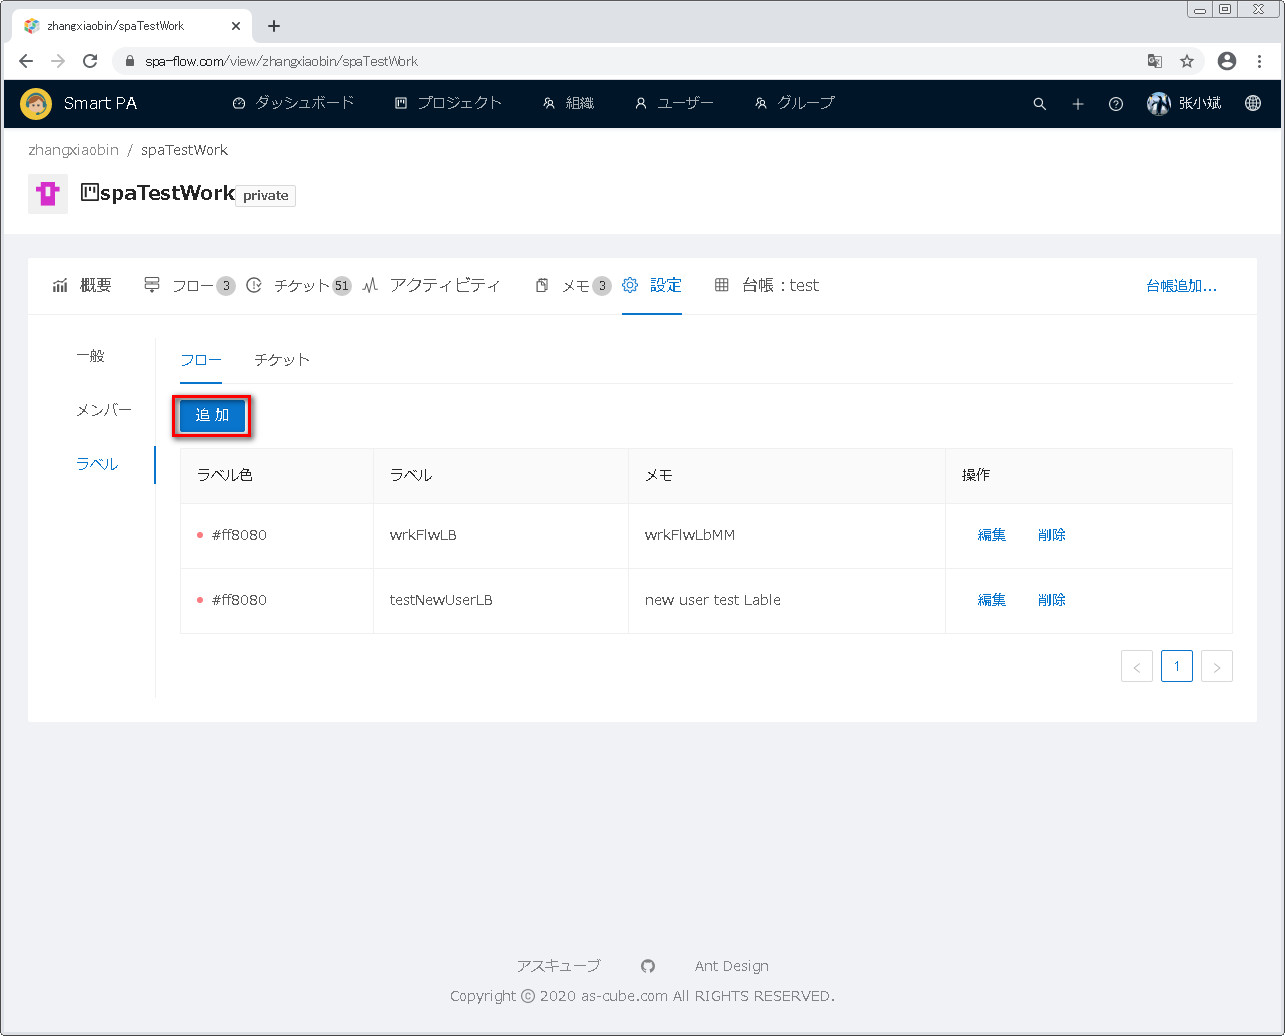 zhangxiaobin/spaTestWork
spa-flow.com/view/zhangxiaobin/spaTestWork
Smart PA ダッシュボード プロジェクト 組織 ユーザー グループ 张小斌
zhangxiaobin / spaTestWork
spaTestWork private
概要 フロー 3 チケット 51 アクティビティ メモ 3 設定 台帳：test 台帳追加...
一般
メンバー
ラベル
フロー チケット
追 加
ラベル色 ラベル メモ 操作
#ff8080 wrkFlwLB wrkFlwLbMM 編集 削除
#ff8080 testNewUserLB new user test Lable 編集 削除
< 1 >
アスキューブ Ant Design
Copyright © 2020 as-cube.com All RIGHTS RESERVED.